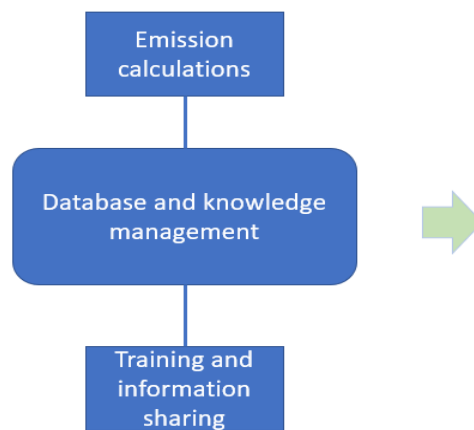 Emission
calculations
Database and knowledge
management
Training and
information
sharing